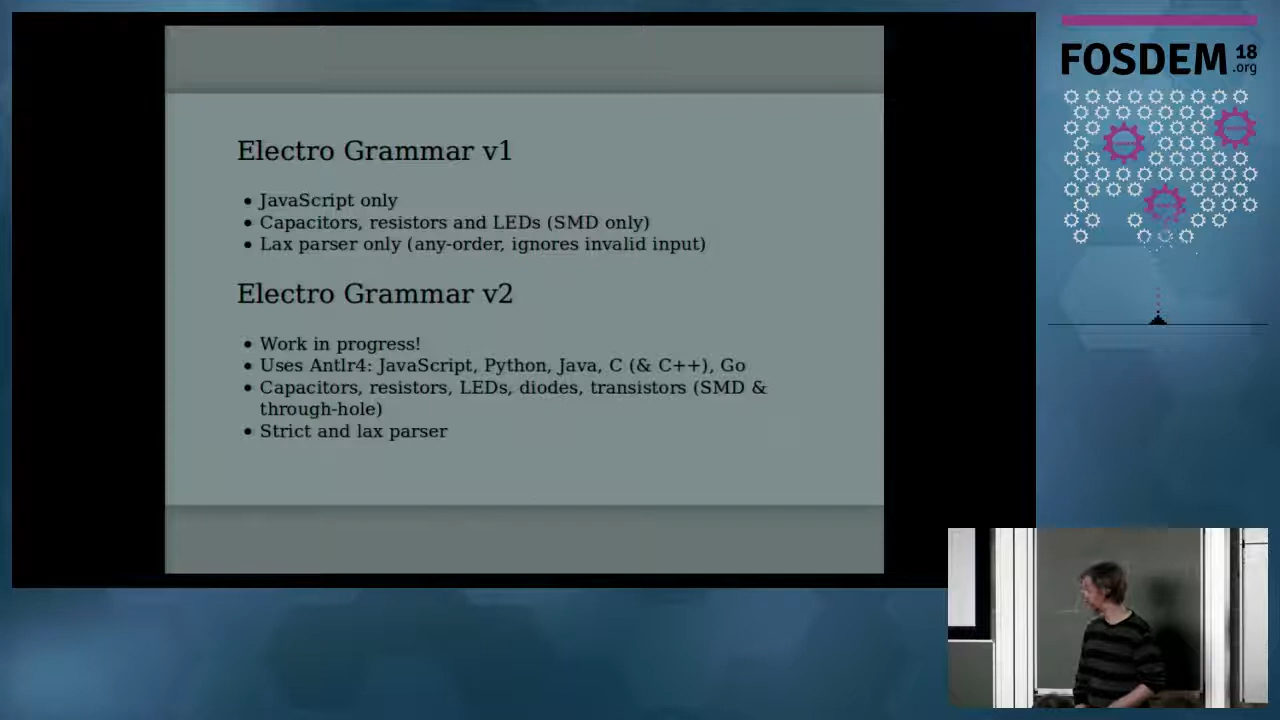 Electro Grammar v1
• JavaScript only
• Capacitors, resistors and LEDs (SMD only)
• Lax parser only (any-order, ignores invalid input)
Electro Grammar v2
• Work in progress!
• Uses Antlr4: JavaScript, Python, Java, C (& C++), Go
• Capacitors, resistors, LEDs, diodes, transistors (SMD &
through-hole)
• Strict and lax parser
FOSDEM 18
.org